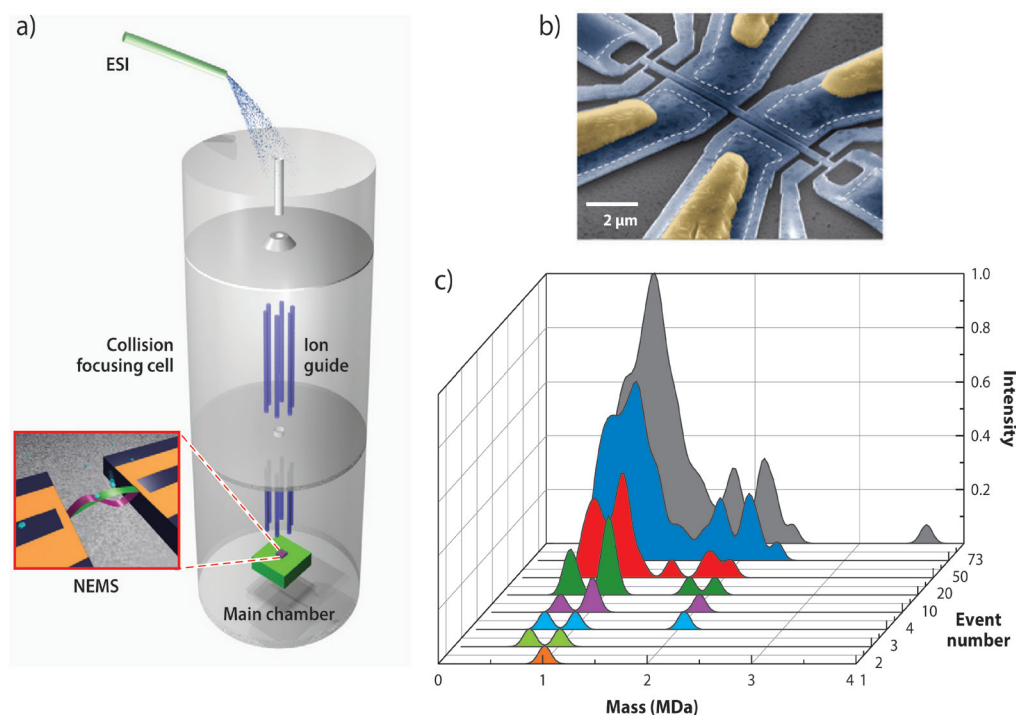 a)
ESI
Collision
focusing cell
Ion
guide
NEMS
Main chamber
b)
2 µm
c)
1.0
0.8
0.6
0.4
0.2
Intensity
73
50
20
10
4
3
2
1
Event
number
0
1
2
3
4
Mass (MDa)